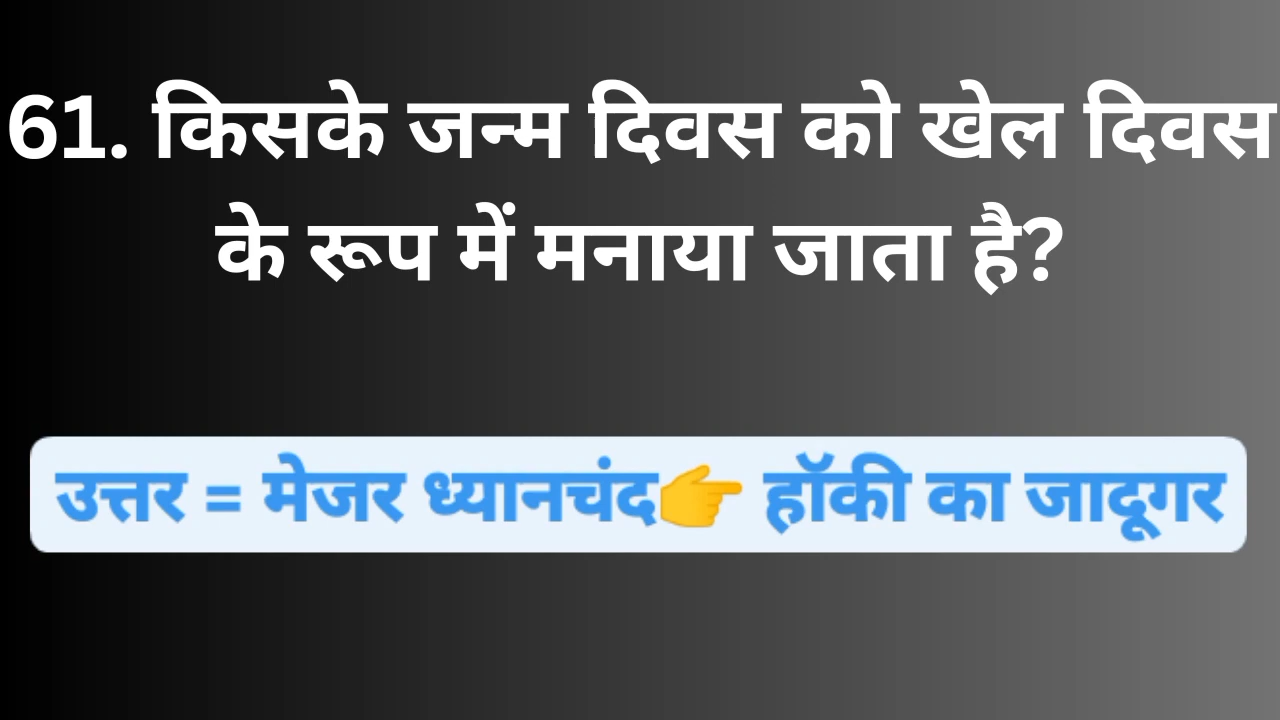 61. किसके जन्म दिवस को खेल दिवस
के रूप में मनाया जाता है?
उत्तर = मेजर ध्यानचंद👉 हॉकी का जादूगर